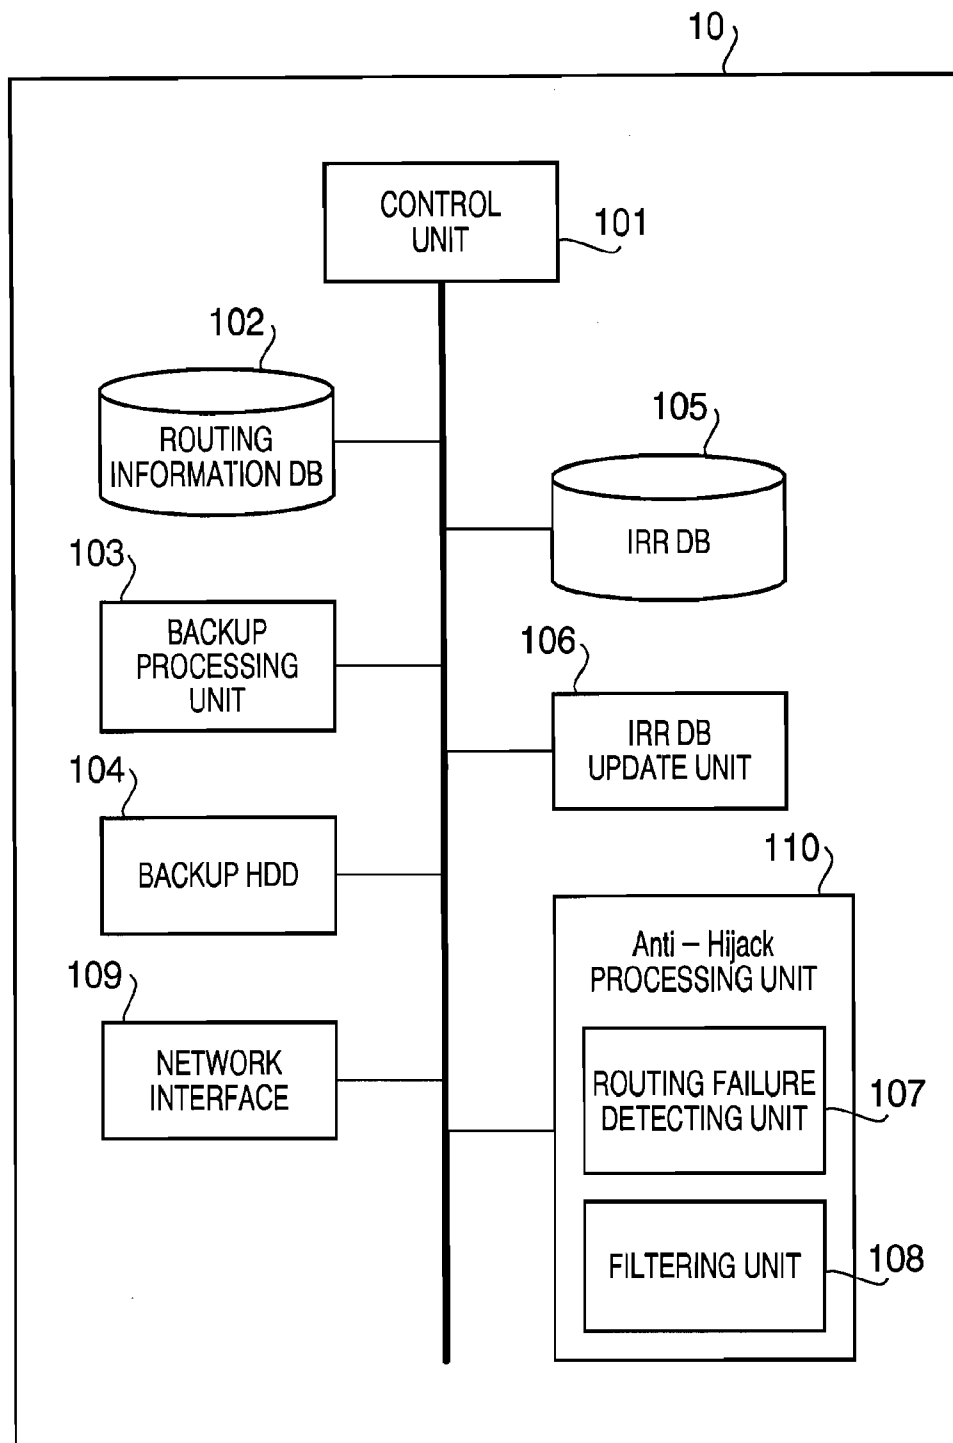 10
CONTROL
UNIT
101
102
ROUTING
INFORMATION DB
105
IRR DB
103
BACKUP
PROCESSING
UNIT
106
IRR DB
UPDATE UNIT
104
BACKUP HDD
110
Anti – Hijack
PROCESSING UNIT
109
NETWORK
INTERFACE
ROUTING FAILURE
DETECTING UNIT
107
FILTERING UNIT
108